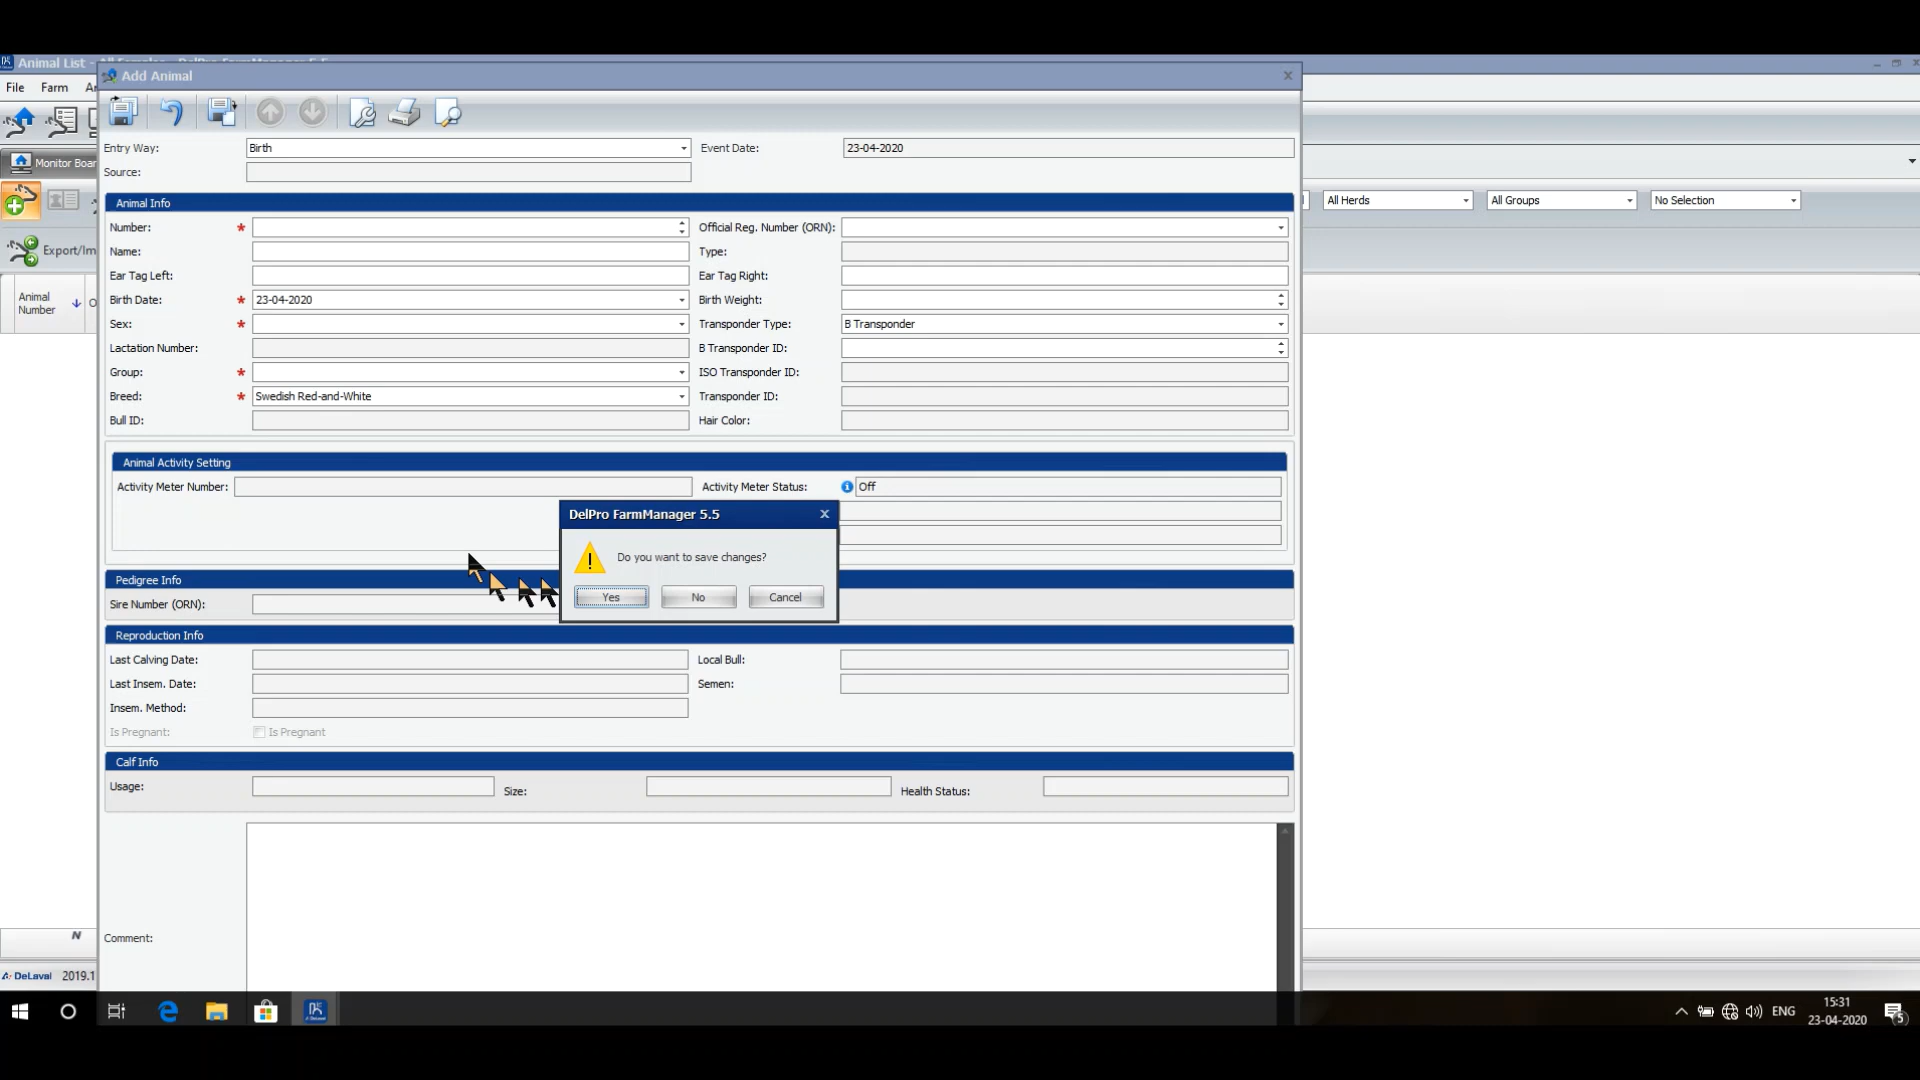 Animal List -
Add Animal
File Farm
Monitor Boar
Export/Im
Animal
Number
Entry Way: Birth Event Date: 23-04-2020
Source:
All Herds All Groups No Selection
Animal Info
Number: * Official Reg. Number (ORN):
Name: Type:
Ear Tag Left: Ear Tag Right:
Birth Date: * 23-04-2020 Birth Weight:
Sex: * Transponder Type: B Transponder
Lactation Number: B Transponder ID:
Group: * ISO Transponder ID:
Breed: * Swedish Red-and-White Transponder ID:
Bull ID: Hair Color:
Animal Activity Setting
Activity Meter Number: Activity Meter Status: Off
DelPro FarmManager 5.5
Do you want to save changes?
Yes No Cancel
Pedigree Info
Sire Number (ORN):
Reproduction Info
Last Calving Date: Local Bull:
Last Insem. Date: Semen:
Insem. Method:
Is Pregnant: Is Pregnant
Calf Info
Usage: Size: Health Status:
Comment:
N
DeLaval 2019.1
ENG
15:31
23-04-2020
5